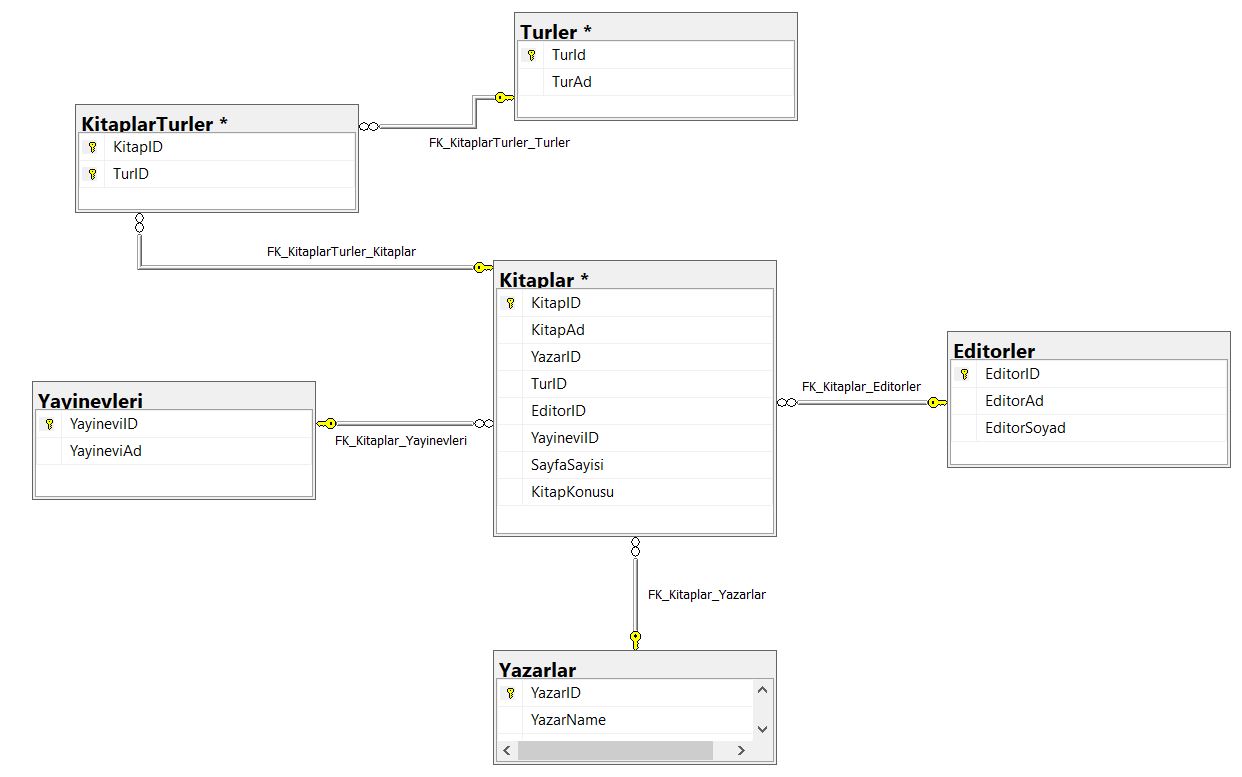 Turler *
TurId
TurAd
KitaplarTurler *
KitapID
TurID
FK_KitaplarTurler_Turler
FK_KitaplarTurler_Kitaplar
Kitaplar *
KitapID
KitapAd
YazarID
TurID
EditorID
YayineviID
SayfaSayisi
KitapKonusu
Editorler
EditorID
EditorAd
EditorSoyad
FK_Kitaplar_Editorler
Yayinevleri
YayineviID
YayineviAd
FK_Kitaplar_Yayinevleri
FK_Kitaplar_Yazarlar
Yazarlar
YazarID
YazarName